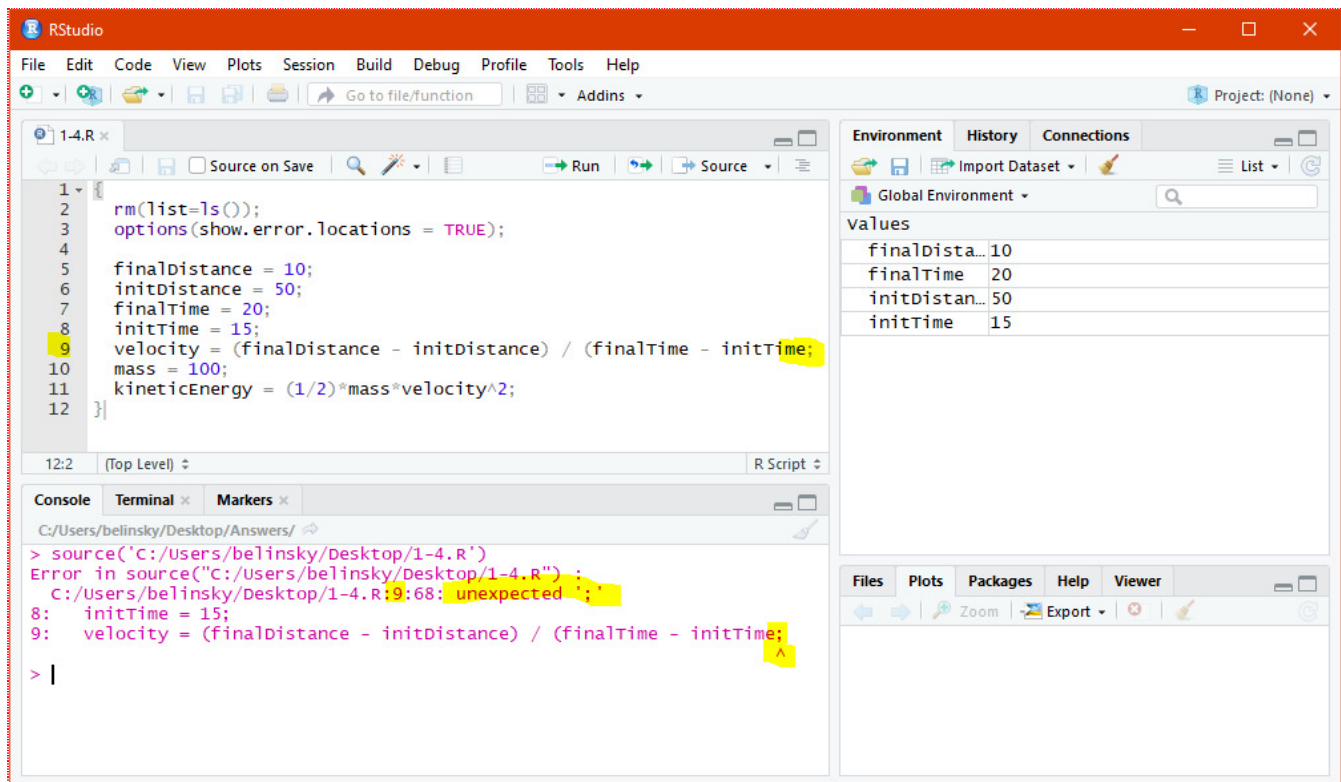 RStudio
File Edit Code View Plots Session Build Debug Profile Tools Help
Go to file/function Addins Project: (None)
1-4.R
Source on Save Run Source
1 {
2 rm(list=ls());
3 options(show.error.locations = TRUE);
4
5 finalDistance = 10;
6 initDistance = 50;
7 finalTime = 20;
8 initTime = 15;
9 velocity = (finalDistance - initDistance) / (finalTime - initTime;
10 mass = 100;
11 kineticEnergy = (1/2)*mass*velocity^2;
12 }
12:2 (Top Level) R Script
Console Terminal Markers
C:/Users/belinsky/Desktop/Answers/
> source('C:/Users/belinsky/Desktop/1-4.R')
Error in source("C:/Users/belinsky/Desktop/1-4.R") :
C:/Users/belinsky/Desktop/1-4.R:9:68: unexpected ';'
8: initTime = 15;
9: velocity = (finalDistance - initDistance) / (finalTime - initTime;
^
>
Environment History Connections
Import Dataset List
Global Environment
Values
finalDista… 10
finalTime 20
initDistan… 50
initTime 15
Files Plots Packages Help Viewer
Zoom Export